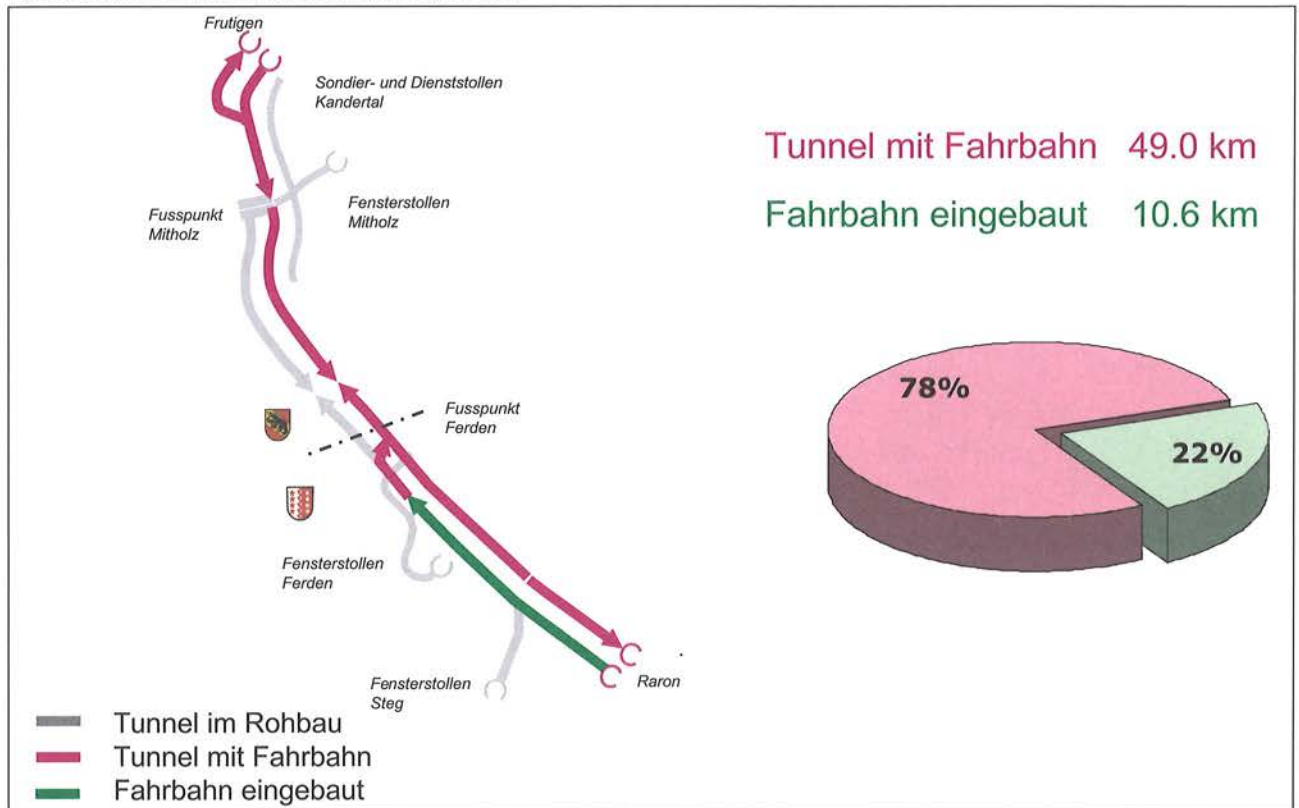 Frutigen
Sondier- und Dienststollen
Kandertal
Tunnel mit Fahrbahn 49.0 km
Fahrbahn eingebaut 10.6 km
Fensterstollen
Mitholz
Fusspunkt
Mitholz
78%
22%
Fusspunkt
Ferden
Fensterstollen
Ferden
Fensterstollen
Steg
Raron
Tunnel im Rohbau
Tunnel mit Fahrbahn
Fahrbahn eingebaut